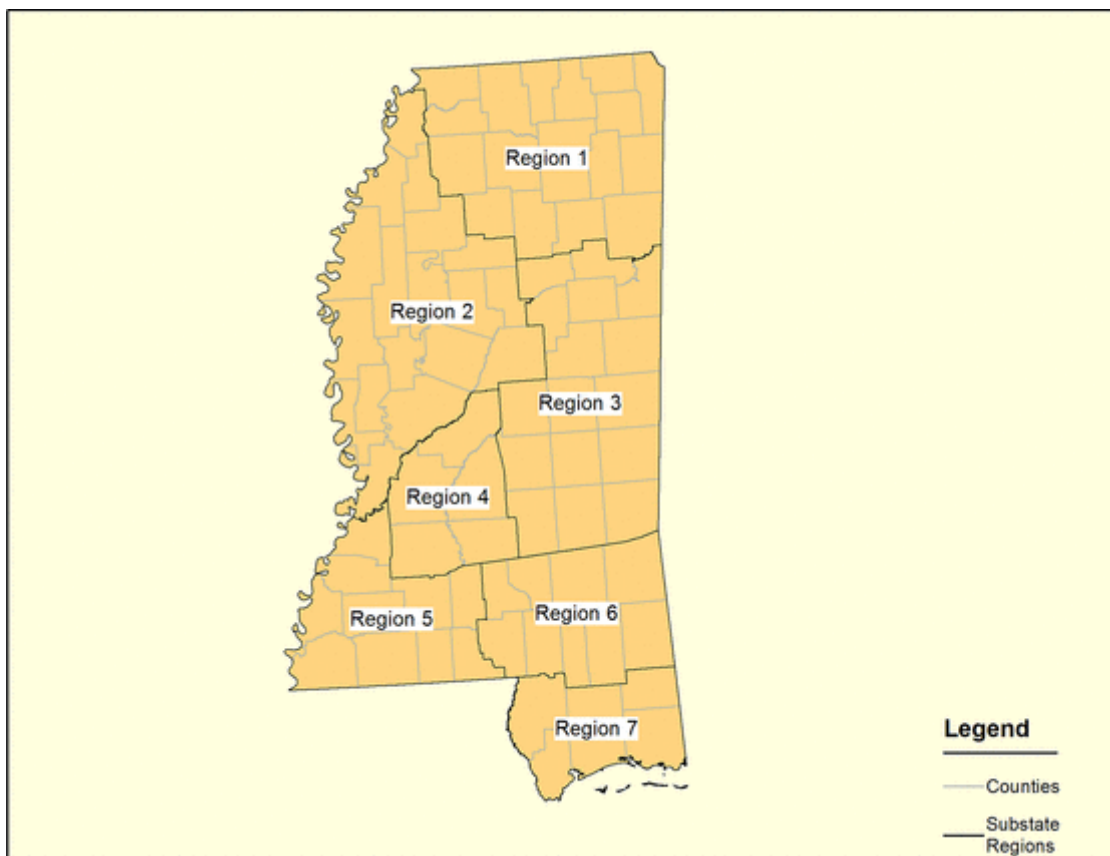 Region 1
Region 2
Region 3
Region 4
Region 5
Region 6
Region 7
Legend
Counties
Substate
Regions